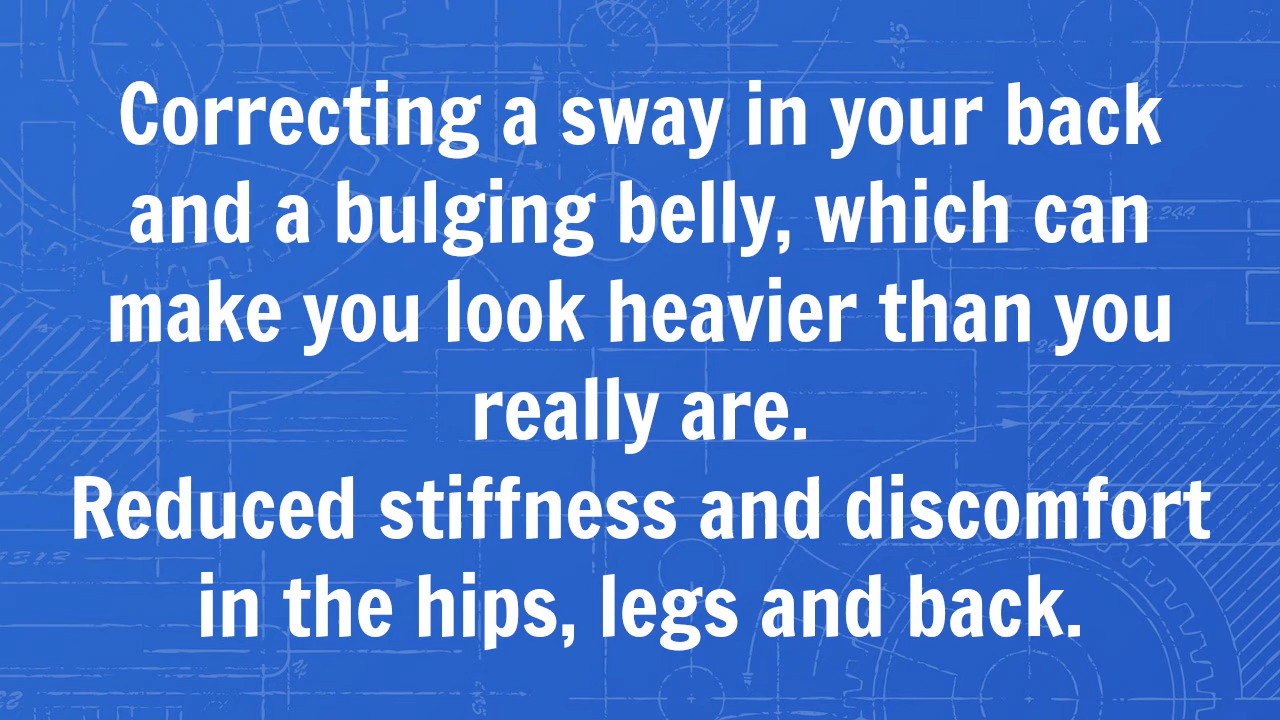 Correcting a sway in your back
and a bulging belly, which can
make you look heavier than you
really are.
Reduced stiffness and discomfort
in the hips, legs and back.